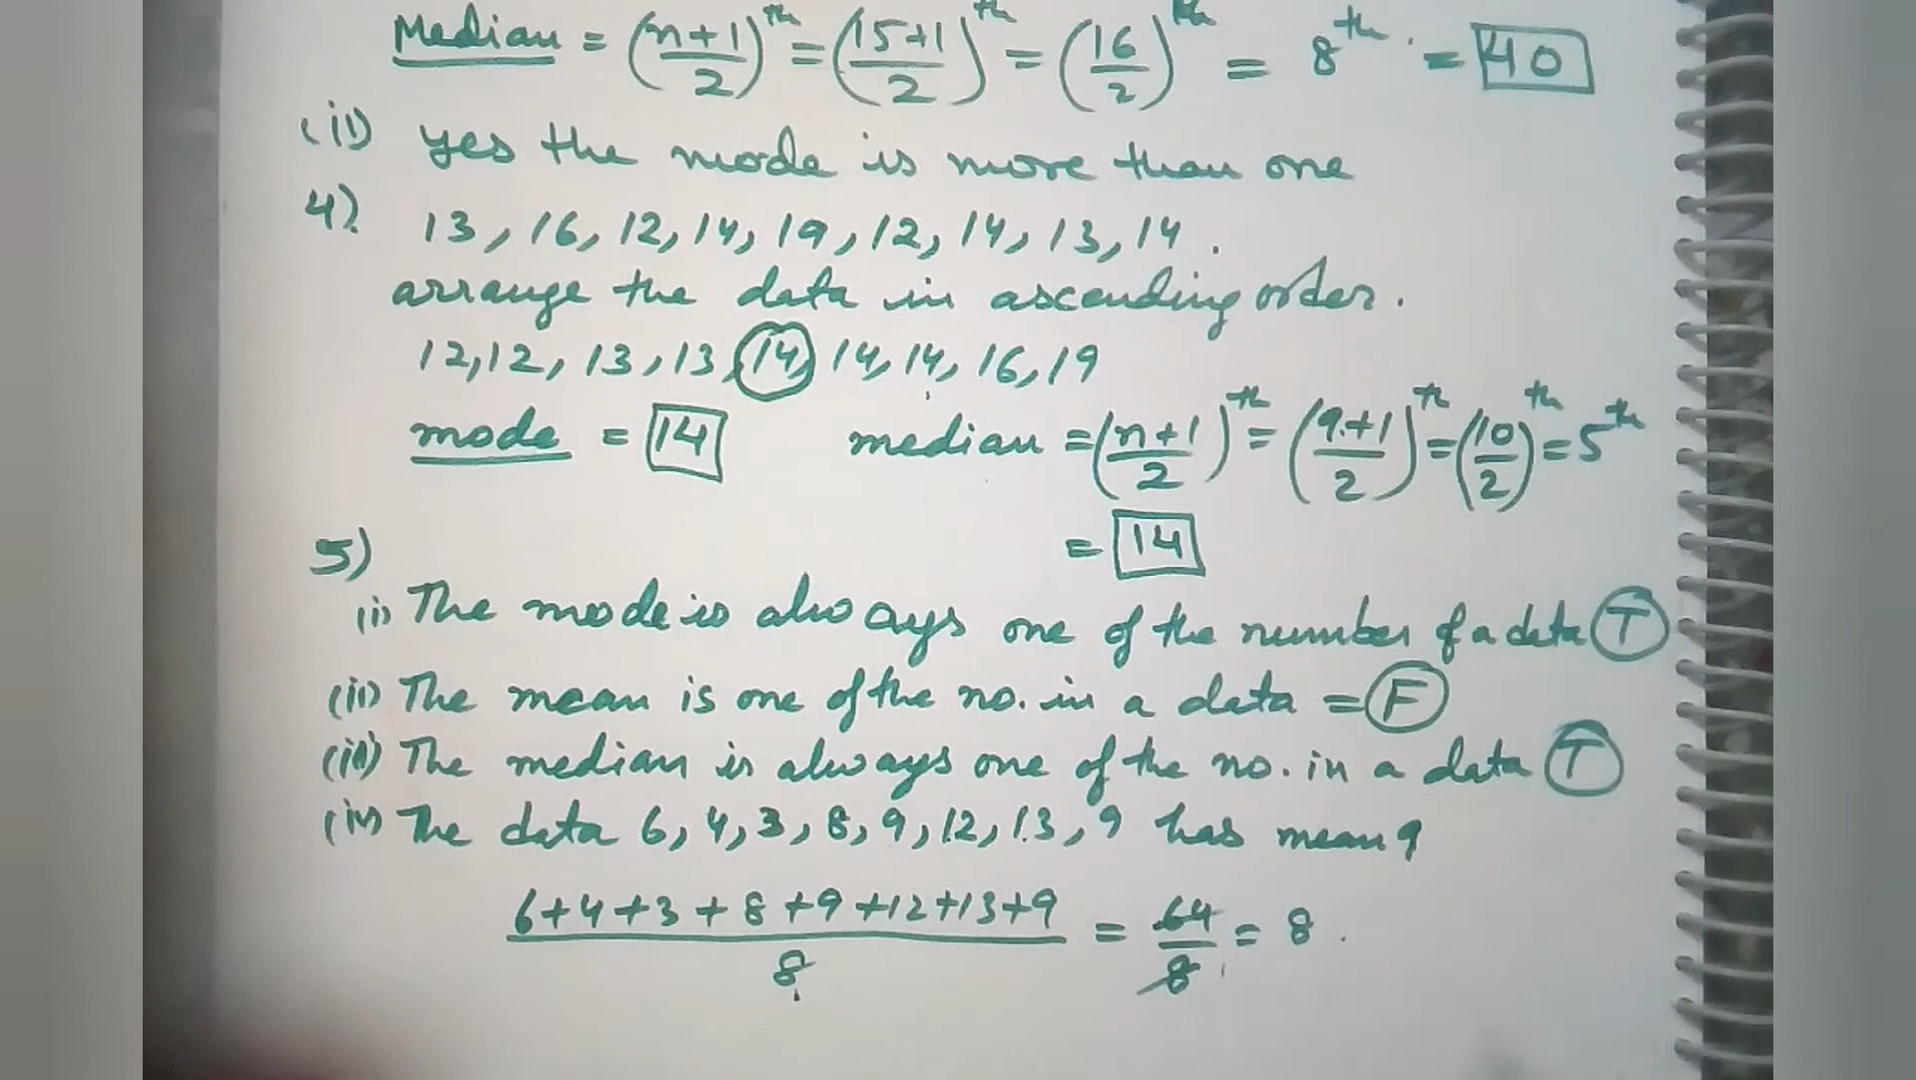 Median = (n+1/2)th = (15+1/2)th = (16/2)th = 8th . = 40
(ii) yes the mode is more than one
4). 13, 16, 12, 14, 19, 12, 14, 13, 14 .
arrange the data in ascending order.
12,12, 13, 13, 14, 14, 14, 16, 19
mode = 14 median = (n+1/2)th = (9+1/2)th = (10/2)th = 5th
= 14
5)
(i) The mode is always one of the number of a data T
(ii) The mean is one of the no. in a data = F
(iii) The median is always one of the no. in a data T
(iv) The data 6, 4, 3, 8, 9, 12, 13, 9 has mean 9
6+4+3+8+9+12+13+9/8 = 64/8 = 8 .